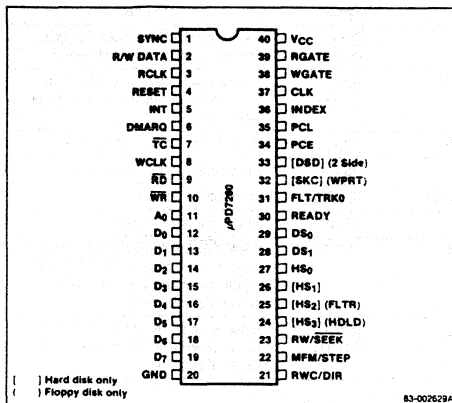 SYNC 1 40 VCC
R/W DATA 2 39 RGATE
RCLK 3 38 WGATE
RESET 4 37 CLK
INT 5 36 INDEX
DMARQ 6 35 PCL
T̅C̅ 7 34 PCE
WCLK 8 33 [DSD] (2 Side)
R̅D̅ 9 32 [SKC] (WPRT)
W̅R̅ 10 31 FLT/TRK0
A0 11 30 READY
D0 12 29 DS0
D1 13 28 DS1
D2 14 27 HS0
D3 15 26 [HS1]
D4 16 25 [HS2] (FLTR)
D5 17 24 [HS3] (HDLD)
D6 18 23 RW/S̅E̅E̅K̅
D7 19 22 MFM/STEP
GND 20 21 RWC/DIR
µPD7260
[ ] Hard disk only
( ) Floppy disk only
83-002629A